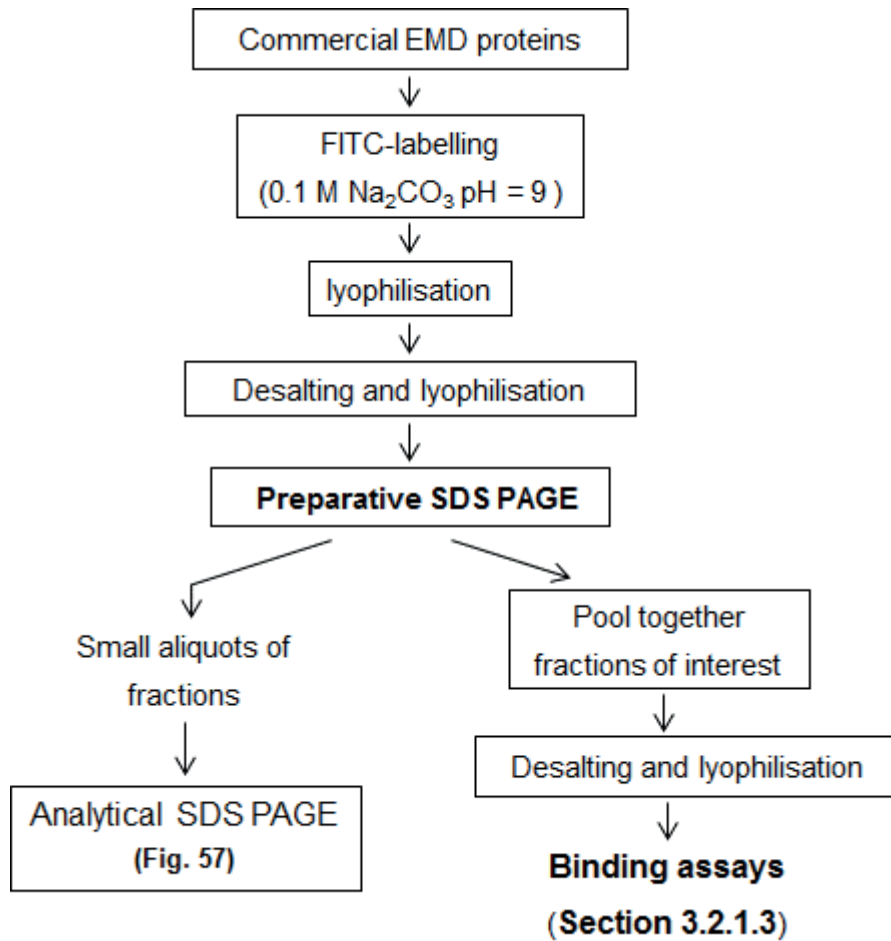 Commercial EMD proteins
FITC-labelling
(0.1 M Na₂CO₃ pH = 9 )
lyophilisation
Desalting and lyophilisation
Preparative SDS PAGE
Small aliquots of
fractions
Analytical SDS PAGE
(Fig. 57)
Pool together
fractions of interest
Desalting and lyophilisation
Binding assays
(Section 3.2.1.3)